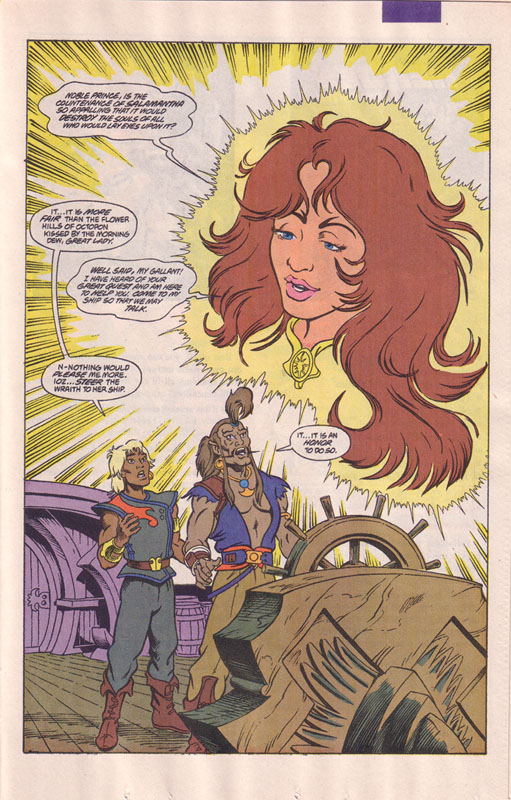 NOBLE PRINCE, IS THE
COUNTENANCE OF SALAMANTHA
SO APPALLING THAT IT WOULD
DESTROY THE SOULS OF ALL
WHO WOULD LAY EYES UPON IT?
IT...IT IS MORE
FAIR THAN THE FLOWER
HILLS OF OCTOPON
KISSED BY THE MORNING
DEW, GREAT LADY.
WELL SAID, MY GALLANT!
I HAVE HEARD OF YOUR
GREAT QUEST AND AM HERE
TO HELP YOU. COME TO MY
SHIP SO THAT WE MAY
TALK.
N-NOTHING WOULD
PLEASE ME MORE.
IOZ...STEER THE
WRAITH TO HER SHIP.
IT...IT IS AN
HONOR
TO DO SO.